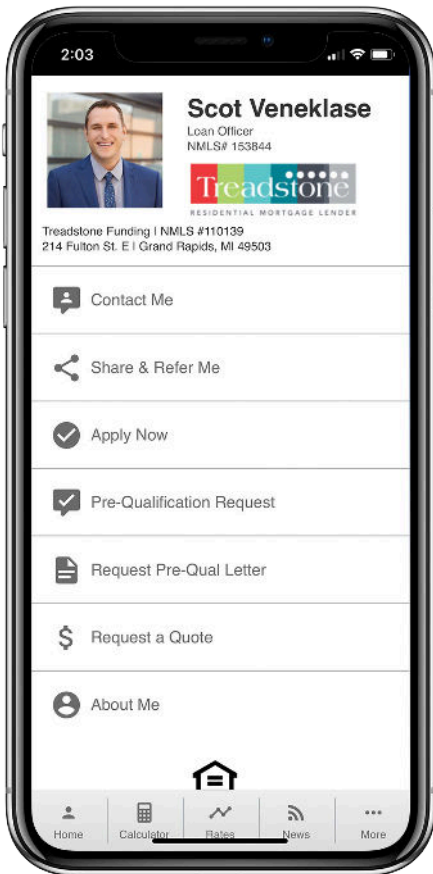 2:03
Scot Veneklase
Loan Officer
NMLS# 153844
Treadstone
RESIDENTIAL MORTGAGE LENDER
Treadstone Funding | NMLS #110139
214 Fulton St. E | Grand Rapids, MI 49503
Contact Me
Share & Refer Me
Apply Now
Pre-Qualification Request
Request Pre-Qual Letter
$ Request a Quote
About Me
Home Calculator Rates News More